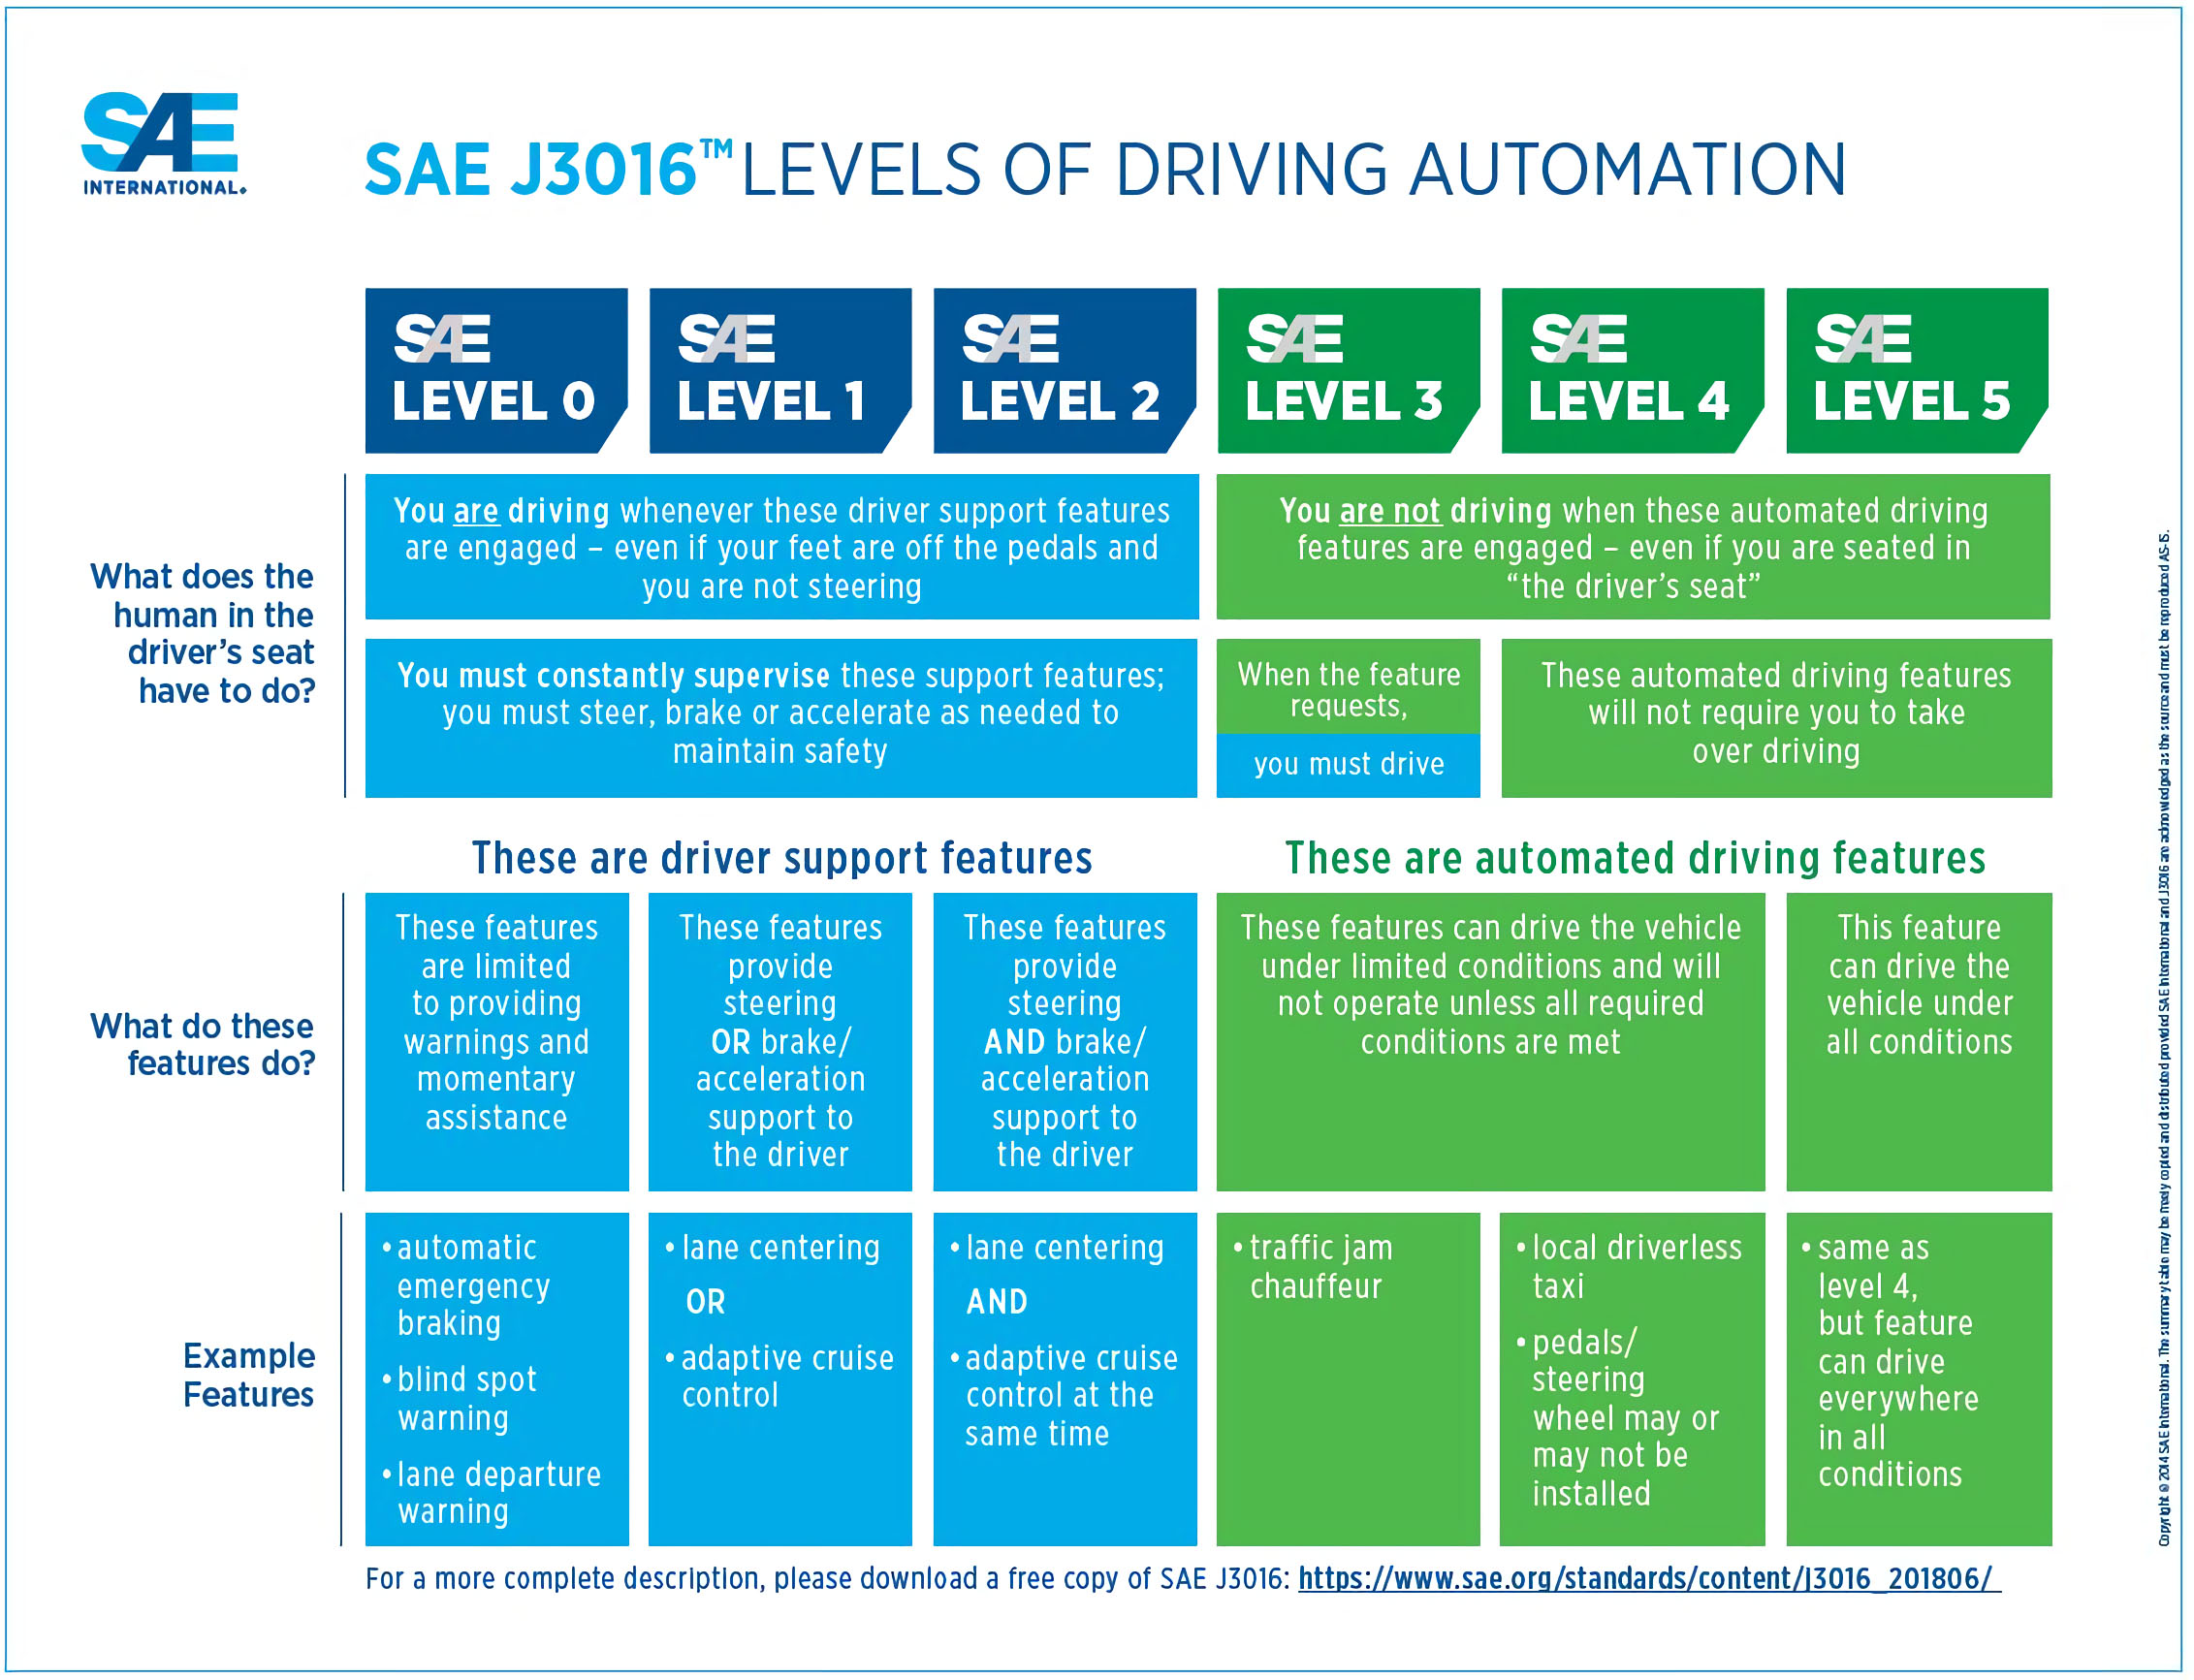 SAE
INTERNATIONAL®
SAE J3016™ LEVELS OF DRIVING AUTOMATION
SAE
LEVEL 0
SAE
LEVEL 1
SAE
LEVEL 2
SAE
LEVEL 3
SAE
LEVEL 4
SAE
LEVEL 5
What does the
human in the
driver's seat
have to do?
You are driving whenever these driver support features
are engaged – even if your feet are off the pedals and
you are not steering
You are not driving when these automated driving
features are engaged – even if you are seated in
“the driver's seat”
You must constantly supervise these support features;
you must steer, brake or accelerate as needed to
maintain safety
When the feature
requests,
you must drive
These automated driving features
will not require you to take
over driving
These are driver support features
These are automated driving features
What do these
features do?
These features
are limited
to providing
warnings and
momentary
assistance
These features
provide
steering
OR brake/
acceleration
support to
the driver
These features
provide
steering
AND brake/
acceleration
support to
the driver
These features can drive the vehicle
under limited conditions and will
not operate unless all required
conditions are met
This feature
can drive the
vehicle under
all conditions
Example
Features
•automatic
emergency
braking
•blind spot
warning
•lane departure
warning
•lane centering
OR
•adaptive cruise
control
•lane centering
AND
•adaptive cruise
control at the
same time
•traffic jam
chauffeur
•local driverless
taxi
•pedals/
steering
wheel may or
may not be
installed
•same as
level 4,
but feature
can drive
everywhere
in all
conditions
For a more complete description, please download a free copy of SAE J3016: https://www.sae.org/standards/content/J3016_201806/
Copyright © 2014 SAE International. The summary table may be freely copied and distributed provided SAE International and J3016 are acknowledged as the source and must be reproduced AS-IS.